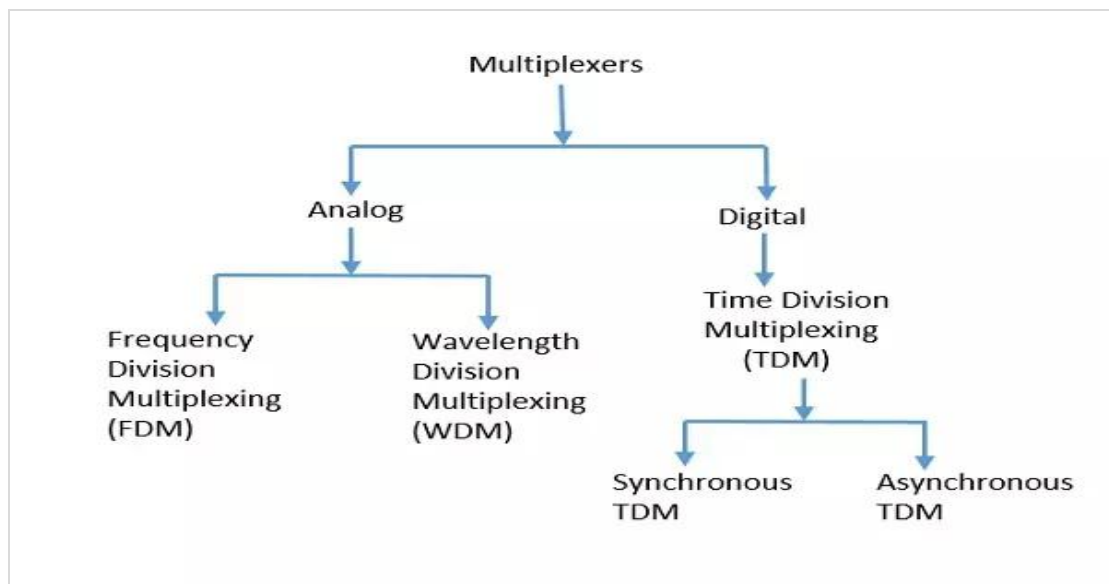 Multiplexers
Analog
Digital
Frequency
Division
Multiplexing
(FDM)
Wavelength
Division
Multiplexing
(WDM)
Time Division
Multiplexing
(TDM)
Synchronous
TDM
Asynchronous
TDM